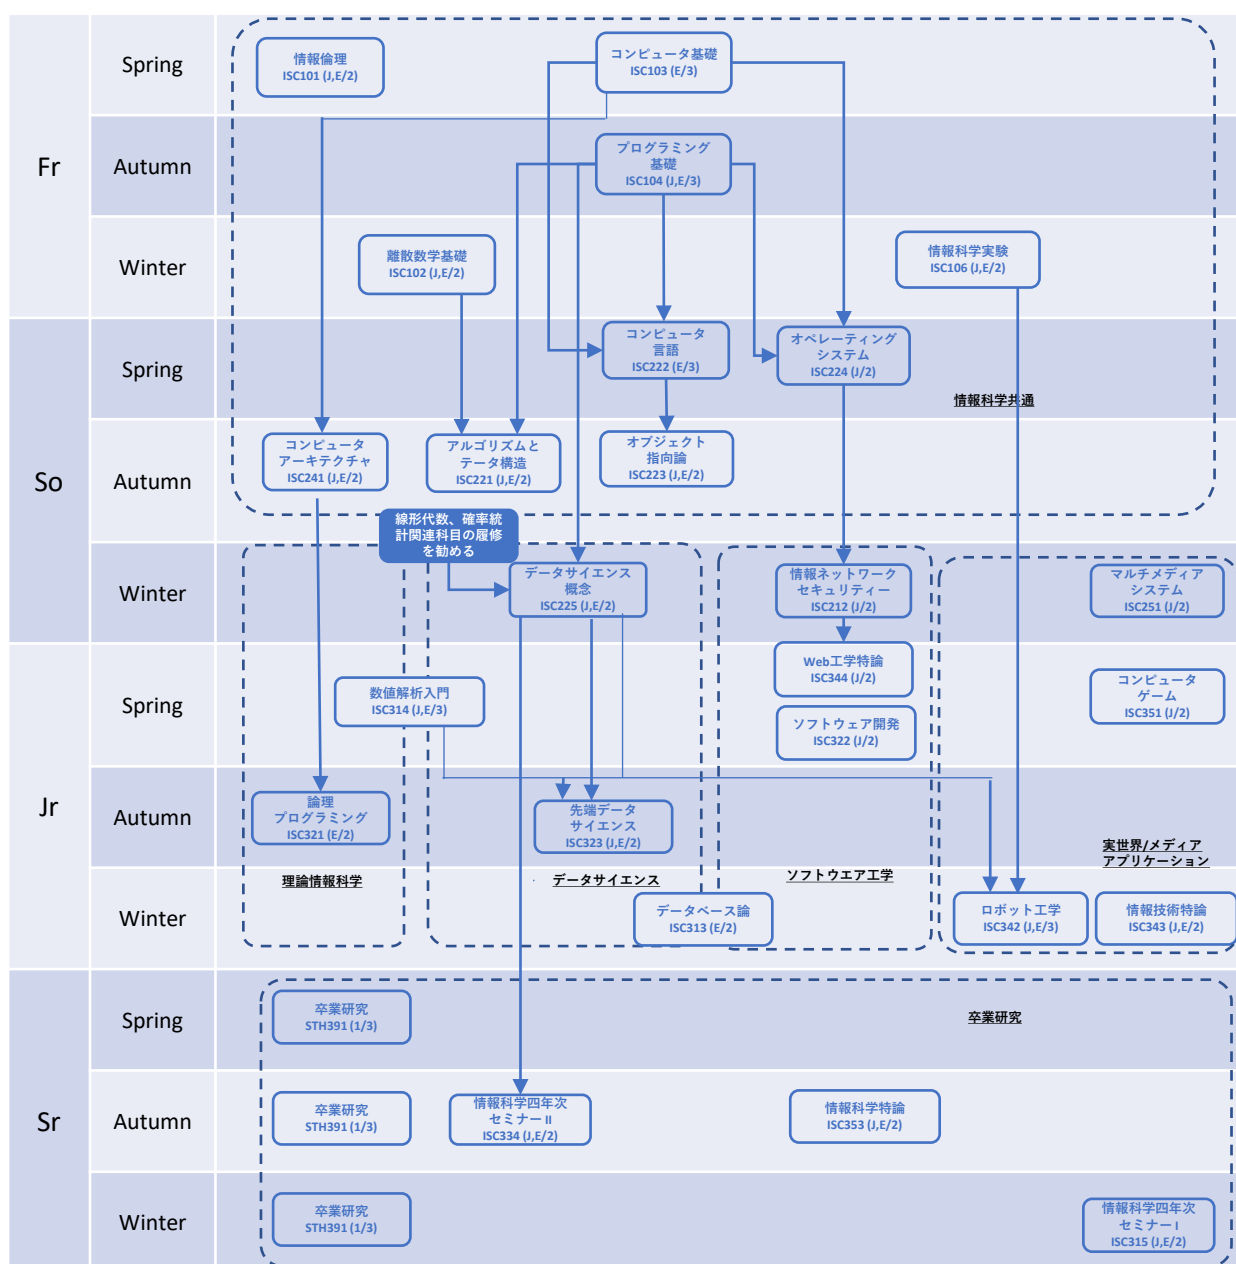 Fr
Spring
情報倫理
ISC101 (J,E/2)
コンピュータ基礎
ISC103 (E/3)
Autumn
プログラミング
基礎
ISC104 (J,E/3)
Winter
離散数学基礎
ISC102 (J,E/2)
情報科学実験
ISC106 (J,E/2)
So
Spring
コンピュータ
言語
ISC222 (E/3)
オペレーティング
システム
ISC224 (J/2)
情報科学共通
Autumn
コンピュータ
アーキテクチャ
ISC241 (J,E/2)
アルゴリズムと
データ構造
ISC221 (J,E/2)
オブジェクト
指向論
ISC223 (J,E/2)
線形代数、確率統
計関連科目の履修
を勧める
Winter
データサイエンス
概念
ISC225 (J,E/2)
情報ネットワーク
セキュリティー
ISC212 (J/2)
マルチメディア
システム
ISC251 (J/2)
Jr
Spring
数値解析入門
ISC314 (J,E/3)
Web工学特論
ISC344 (J/2)
ソフトウェア開発
ISC322 (J/2)
コンピュータ
ゲーム
ISC351 (J/2)
Autumn
論理
プログラミング
ISC321 (E/2)
先端データ
サイエンス
ISC323 (J,E/2)
実世界/メディア
アプリケーション
理論情報科学
データサイエンス
ソフトウエア工学
Winter
データベース論
ISC313 (E/2)
ロボット工学
ISC342 (J,E/3)
情報技術特論
ISC343 (J,E/2)
Sr
Spring
卒業研究
STH391 (1/3)
卒業研究
Autumn
卒業研究
STH391 (1/3)
情報科学四年次
セミナー II
ISC334 (J,E/2)
情報科学特論
ISC353 (J,E/2)
Winter
卒業研究
STH391 (1/3)
情報科学四年次
セミナー I
ISC315 (J,E/2)